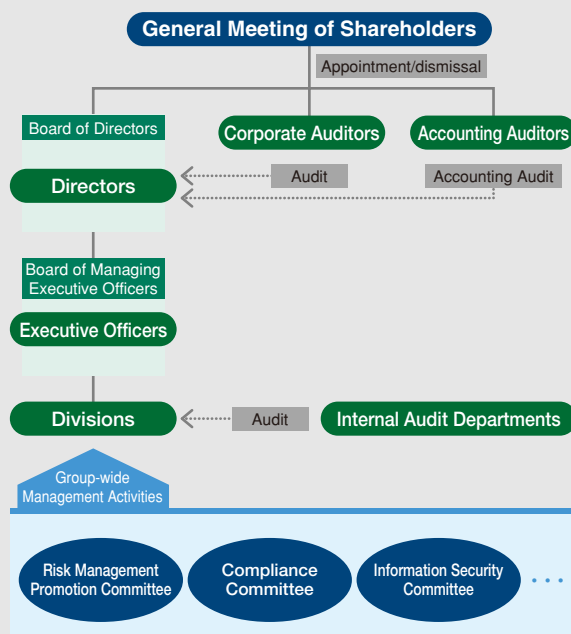 General Meeting of Shareholders
Appointment/dismissal
Board of Directors
Corporate Auditors
Accounting Auditors
Directors
Audit
Accounting Audit
Board of Managing
Executive Officers
Executive Officers
Divisions
Audit
Internal Audit Departments
Group-wide
Management Activities
Risk Management
Promotion Committee
Compliance
Committee
Information Security
Committee
...